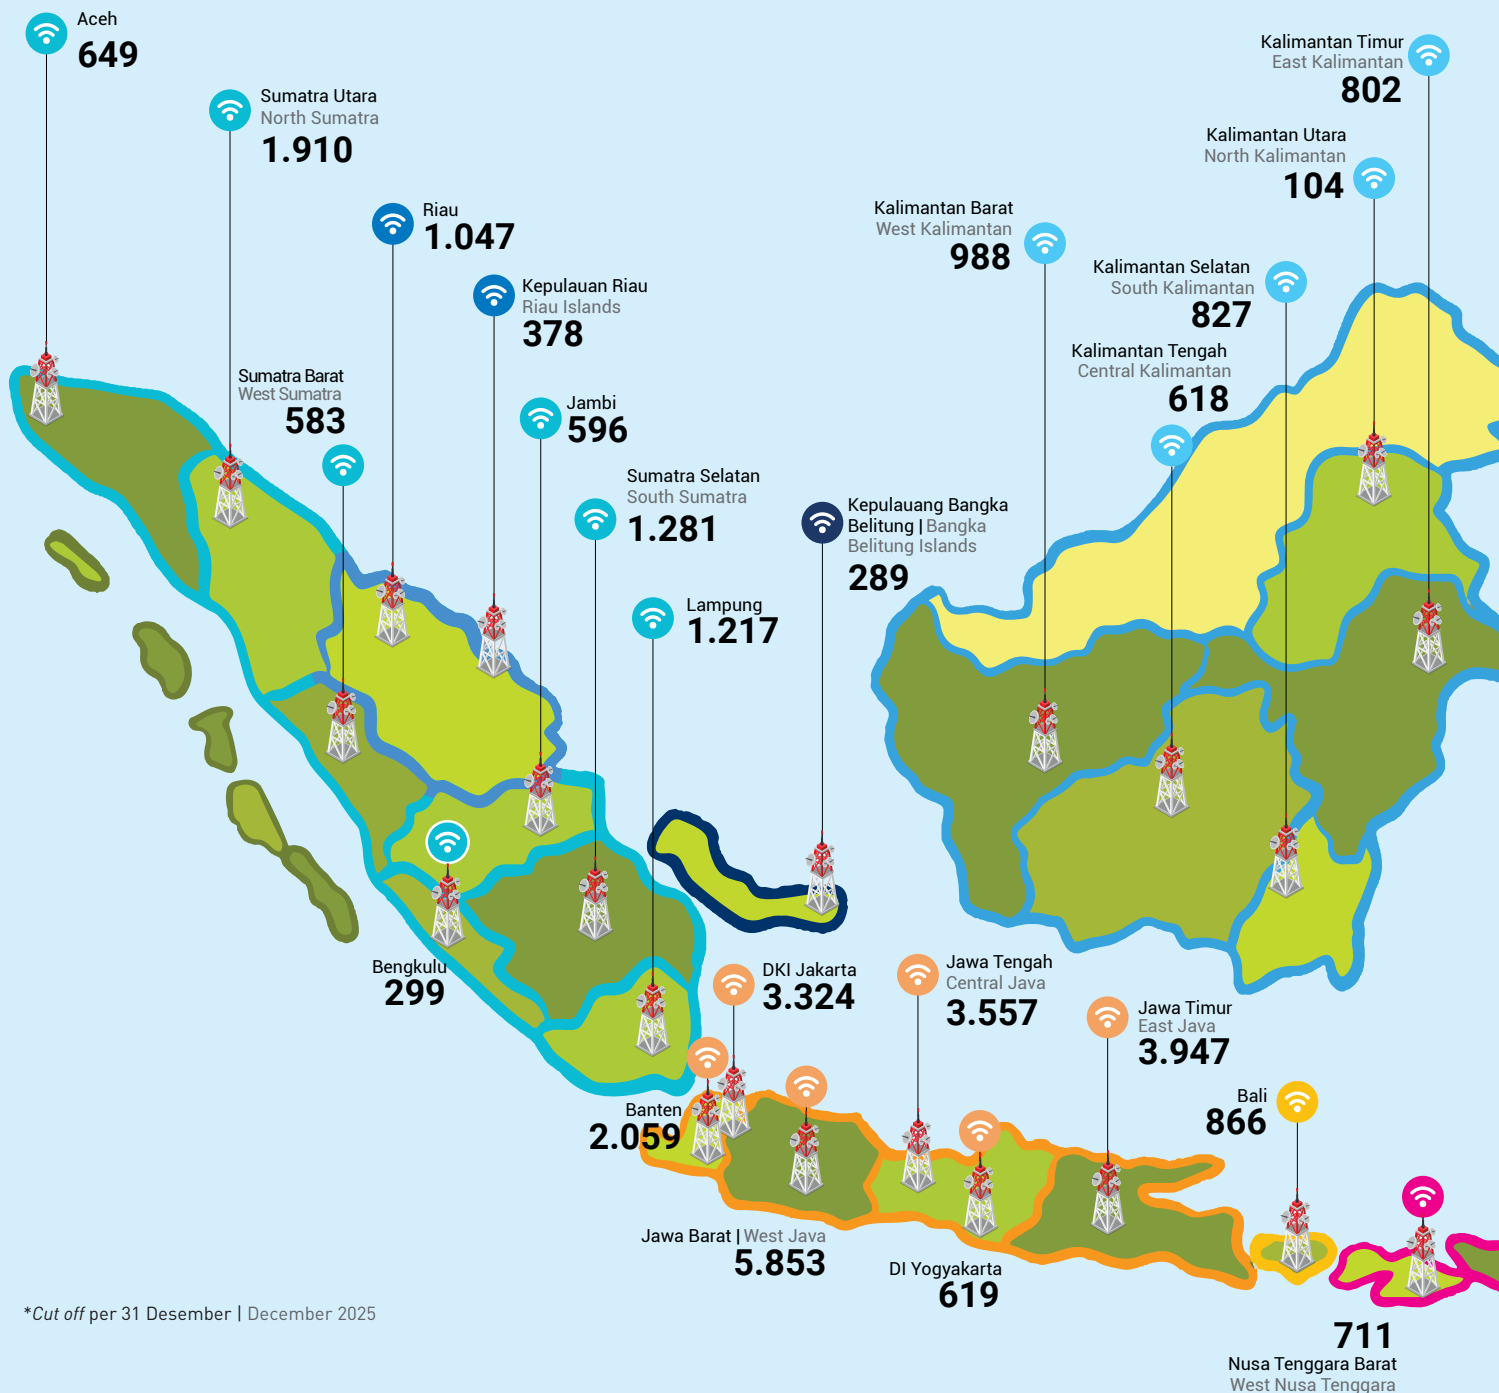 Aceh
649
Sumatra Utara
North Sumatra
1.910
Riau
1.047
Kepulauan Riau
Riau Islands
378
Sumatra Barat
West Sumatra
583
Jambi
596
Sumatra Selatan
South Sumatra
1.281
Lampung
1.217
Kepulauang Bangka
Belitung | Bangka
Belitung Islands
289
Bengkulu
299
Kalimantan Timur
East Kalimantan
802
Kalimantan Utara
North Kalimantan
104
Kalimantan Barat
West Kalimantan
988
Kalimantan Selatan
South Kalimantan
827
Kalimantan Tengah
Central Kalimantan
618
DKI Jakarta
3.324
Jawa Tengah
Central Java
3.557
Jawa Timur
East Java
3.947
Banten
2.059
Bali
866
Jawa Barat | West Java
5.853
DI Yogyakarta
619
711
Nusa Tenggara Barat
West Nusa Tenggara
*Cut off per 31 Desember | December 2025